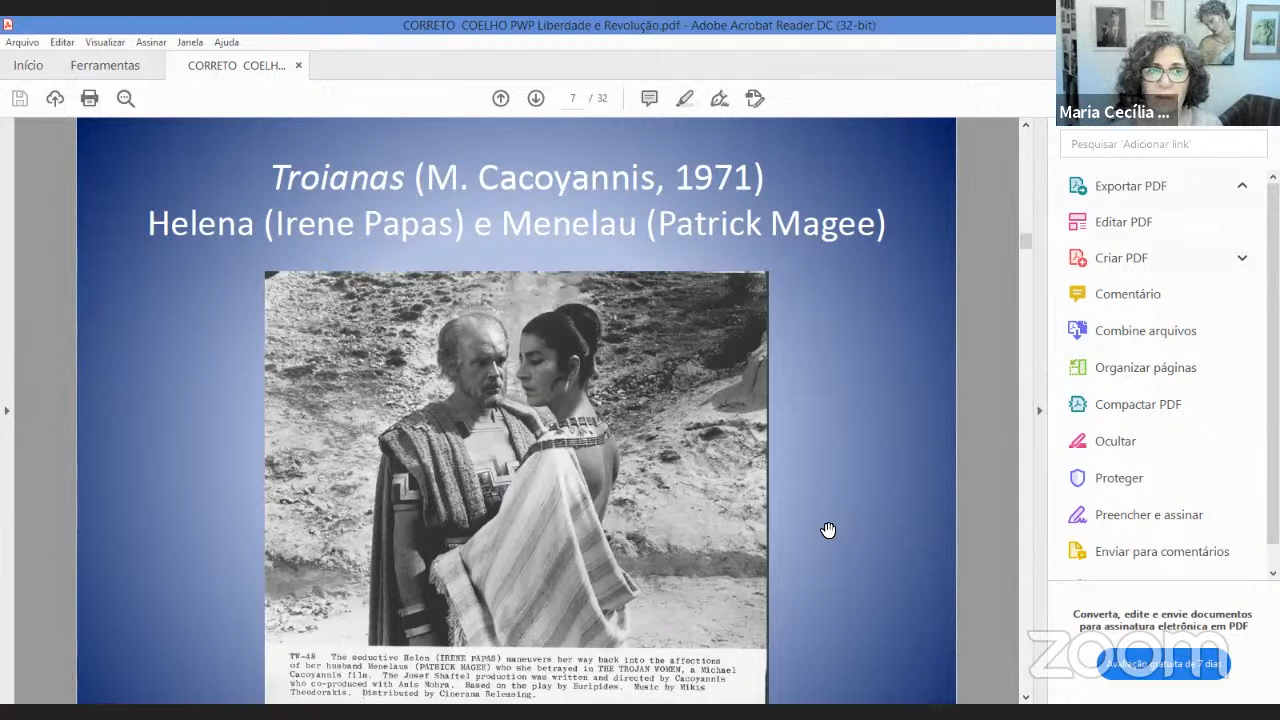 CORRETO  COELHO PWP Liberdade e Revolução.pdf - Adobe Acrobat Reader DC (32-bit)
Arquivo Editar Visualizar Assinar Janela Ajuda
Início Ferramentas CORRETO COELH... ×
7 / 32
Maria Cecília ...
Pesquisar 'Adicionar link'
Troianas (M. Cacoyannis, 1971)
Helena (Irene Papas) e Menelau (Patrick Magee)
TW-48 The seductive Helen (IRENE PAPAS) maneuvers her way back into the affections
of her husband Menelaus (PATRICK MAGEE) who she betrayed in THE TROJAN WOMEN, a Michael
Cacoyannis film. The Josef Shaftel production was written and directed by Cacoyannis
who co-produced with Anis Nohra. Based on the play by Euripides. Music by Mikis
Theodorakis. Distributed by Cinerama Releasing.
Exportar PDF
Editar PDF
Criar PDF
Comentário
Combine arquivos
Organizar páginas
Compactar PDF
Ocultar
Proteger
Preencher e assinar
Enviar para comentários
Converta, edite e envie documentos
para assinatura eletrônica em PDF
Avaliação gratuita de 7 dias
zoom